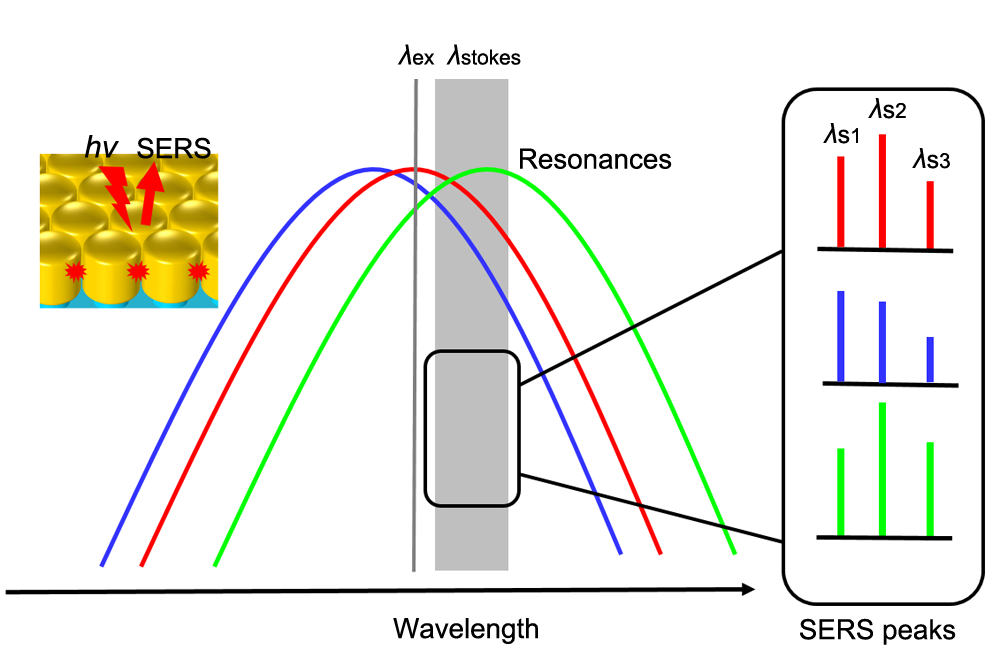 λex λstokes
hν SERS
Resonances
λs1
λs2
λs3
Wavelength
SERS peaks